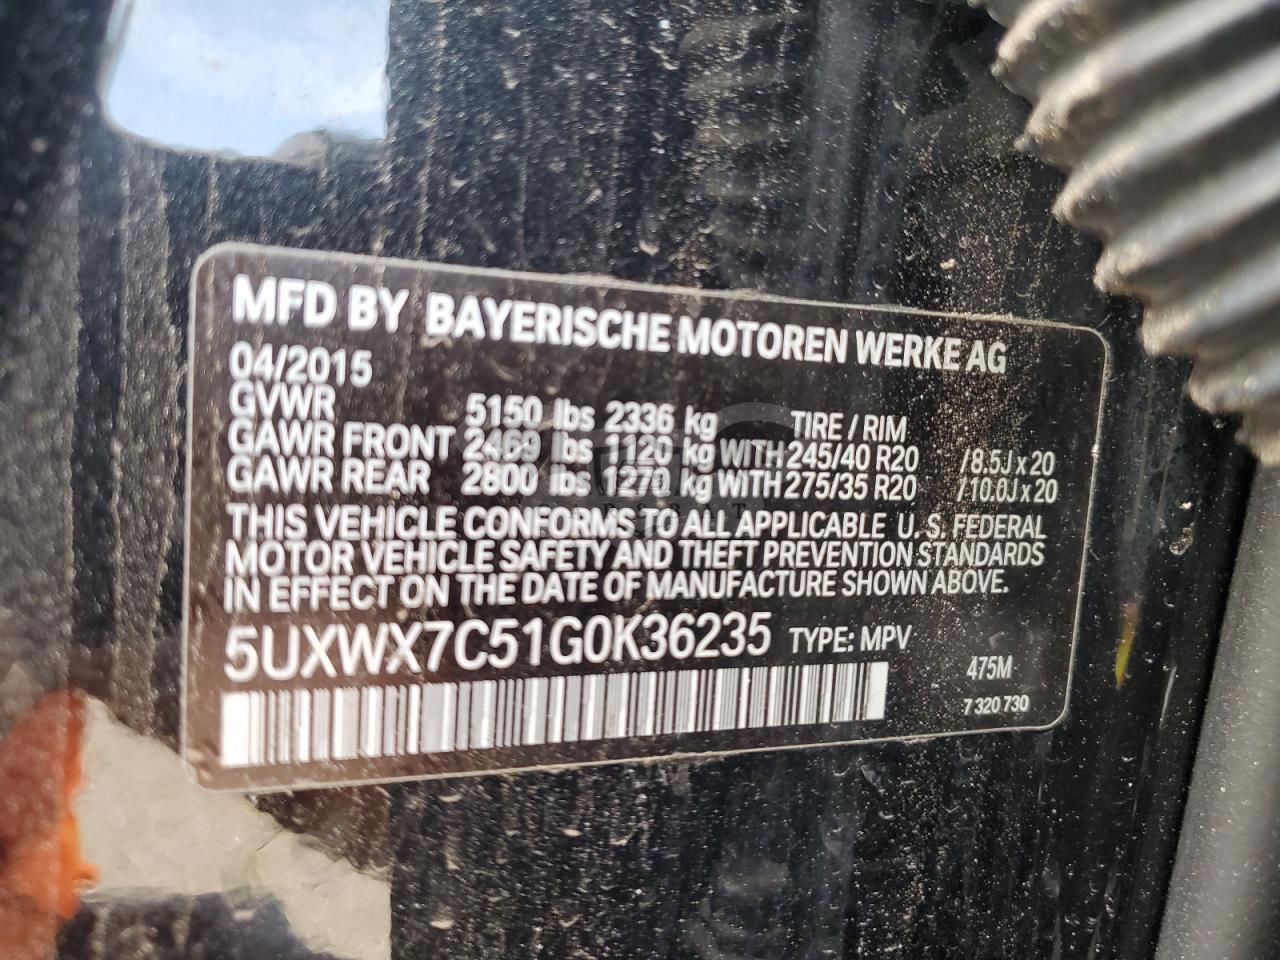 MFD BY BAYERISCHE MOTOREN WERKE AG
04/2015
GVWR 5150 lbs 2336 kg TIRE / RIM
GAWR FRONT 2469 lbs 1120 kg WITH 245/40 R20 /8.5J x 20
GAWR REAR 2800 lbs 1270 kg WITH 275/35 R20 /10.0J x 20
THIS VEHICLE CONFORMS TO ALL APPLICABLE U.S. FEDERAL
MOTOR VEHICLE SAFETY AND THEFT PREVENTION STANDARDS
IN EFFECT ON THE DATE OF MANUFACTURE SHOWN ABOVE.
5UXWX7C51G0K36235 TYPE: MPV
475M
7 320 730